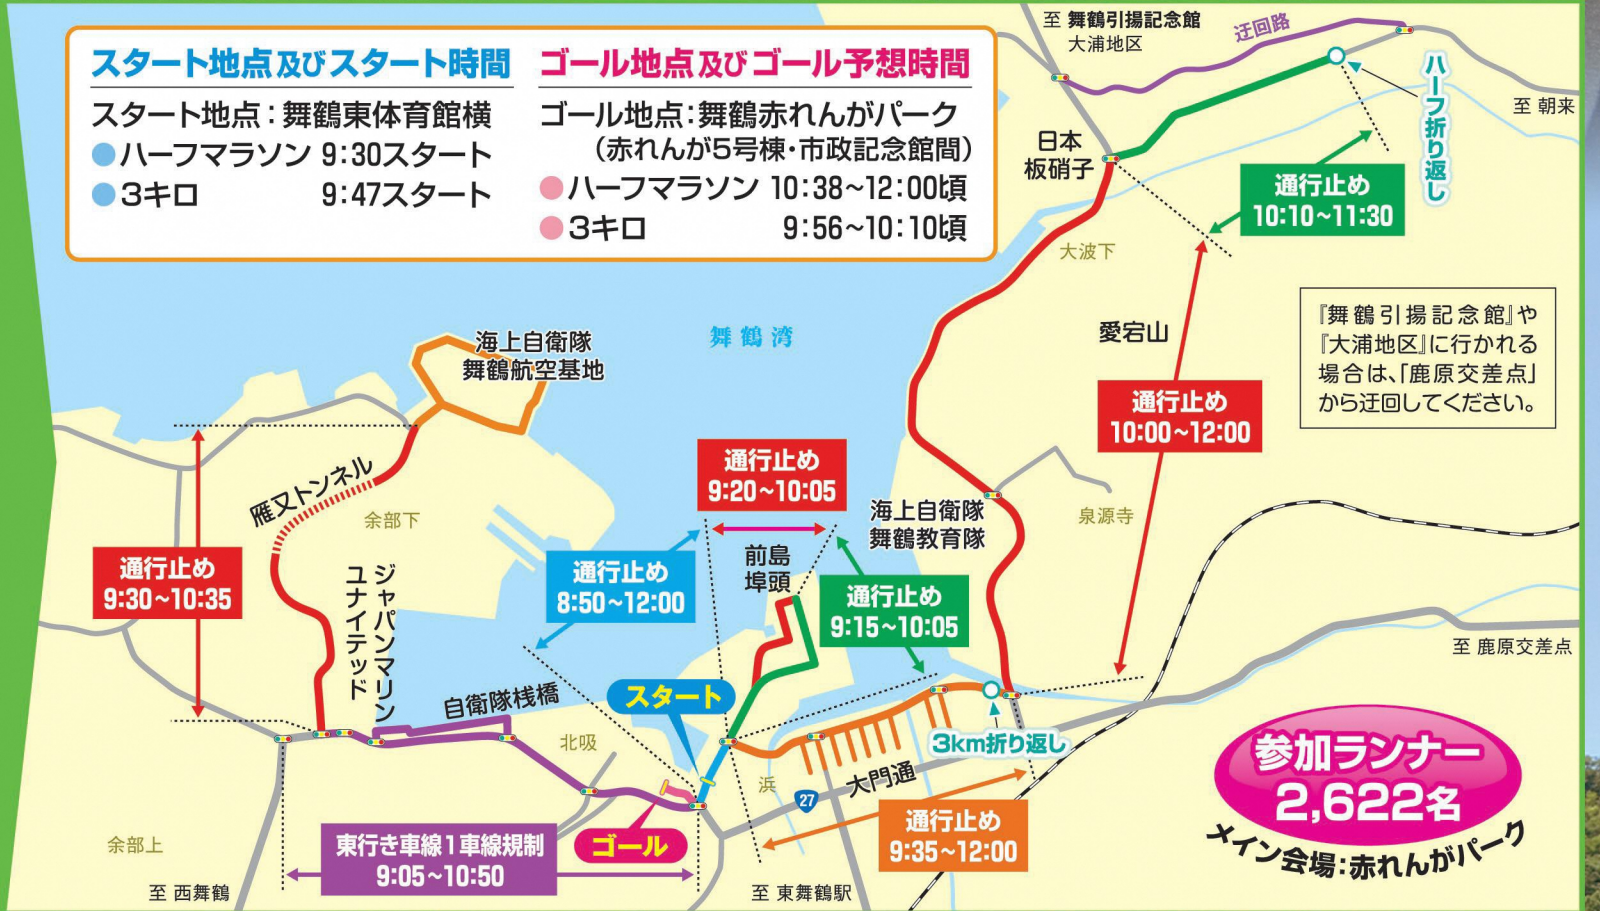 スタート地点及びスタート時間
スタート地点：舞鶴東体育館横
●ハーフマラソン 9:30スタート
●3キロ 9:47スタート
ゴール地点及びゴール予想時間
ゴール地点：舞鶴赤れんがパーク
（赤れんが5号棟・市政記念館間）
●ハーフマラソン 10:38～12:00頃
●3キロ 9:56～10:10頃
至 舞鶴引揚記念館
大浦地区
迂回路
ハーフ折り返し
至 朝来
日本
板硝子
通行止め
10:10～11:30
大波下
舞鶴湾
愛宕山
『舞鶴引揚記念館』や
『大浦地区』に行かれる
場合は、「鹿原交差点」
から迂回してください。
海上自衛隊
舞鶴航空基地
通行止め
10:00～12:00
通行止め
9:20～10:05
雁又トンネル
余部下
海上自衛隊
舞鶴教育隊
泉源寺
前島
埠頭
通行止め
9:30～10:35
ジャパンマリン
ユナイテッド
通行止め
8:50～12:00
通行止め
9:15～10:05
至 鹿原交差点
自衛隊桟橋
スタート
北吸
3km折り返し
浜
27
大門通
参加ランナー
2,622名
メイン会場：赤れんがパーク
余部上
東行き車線1車線規制
9:05～10:50
ゴール
通行止め
9:35～12:00
至 西舞鶴
至 東舞鶴駅